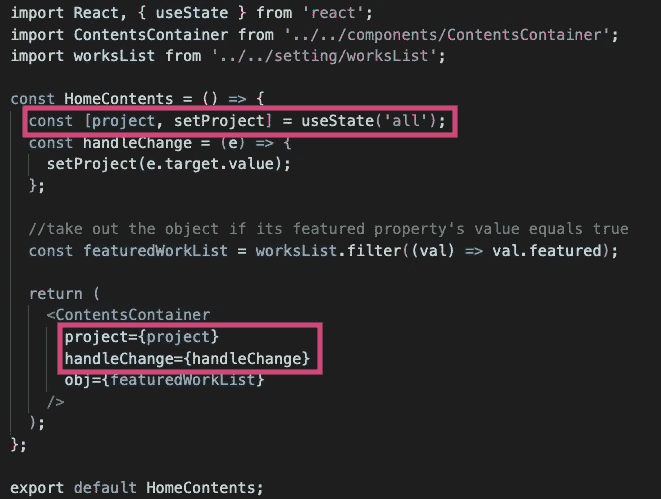 import React, { useState } from 'react';
import ContentsContainer from '../../components/ContentsContainer';
import worksList from '../../setting/worksList';
const HomeContents = () => {
const [project, setProject] = useState('all');
const handleChange = (e) => {
setProject(e.target.value);
};
//take out the object if its featured property‘s value equals true
const featuredWorkList = worksList.filter((val) => val.featured);
return (
<ContentsContainer
project={project}
handleChange={handleChange}
obj={featuredWorkList}
/>
);
};
export default HomeContents;